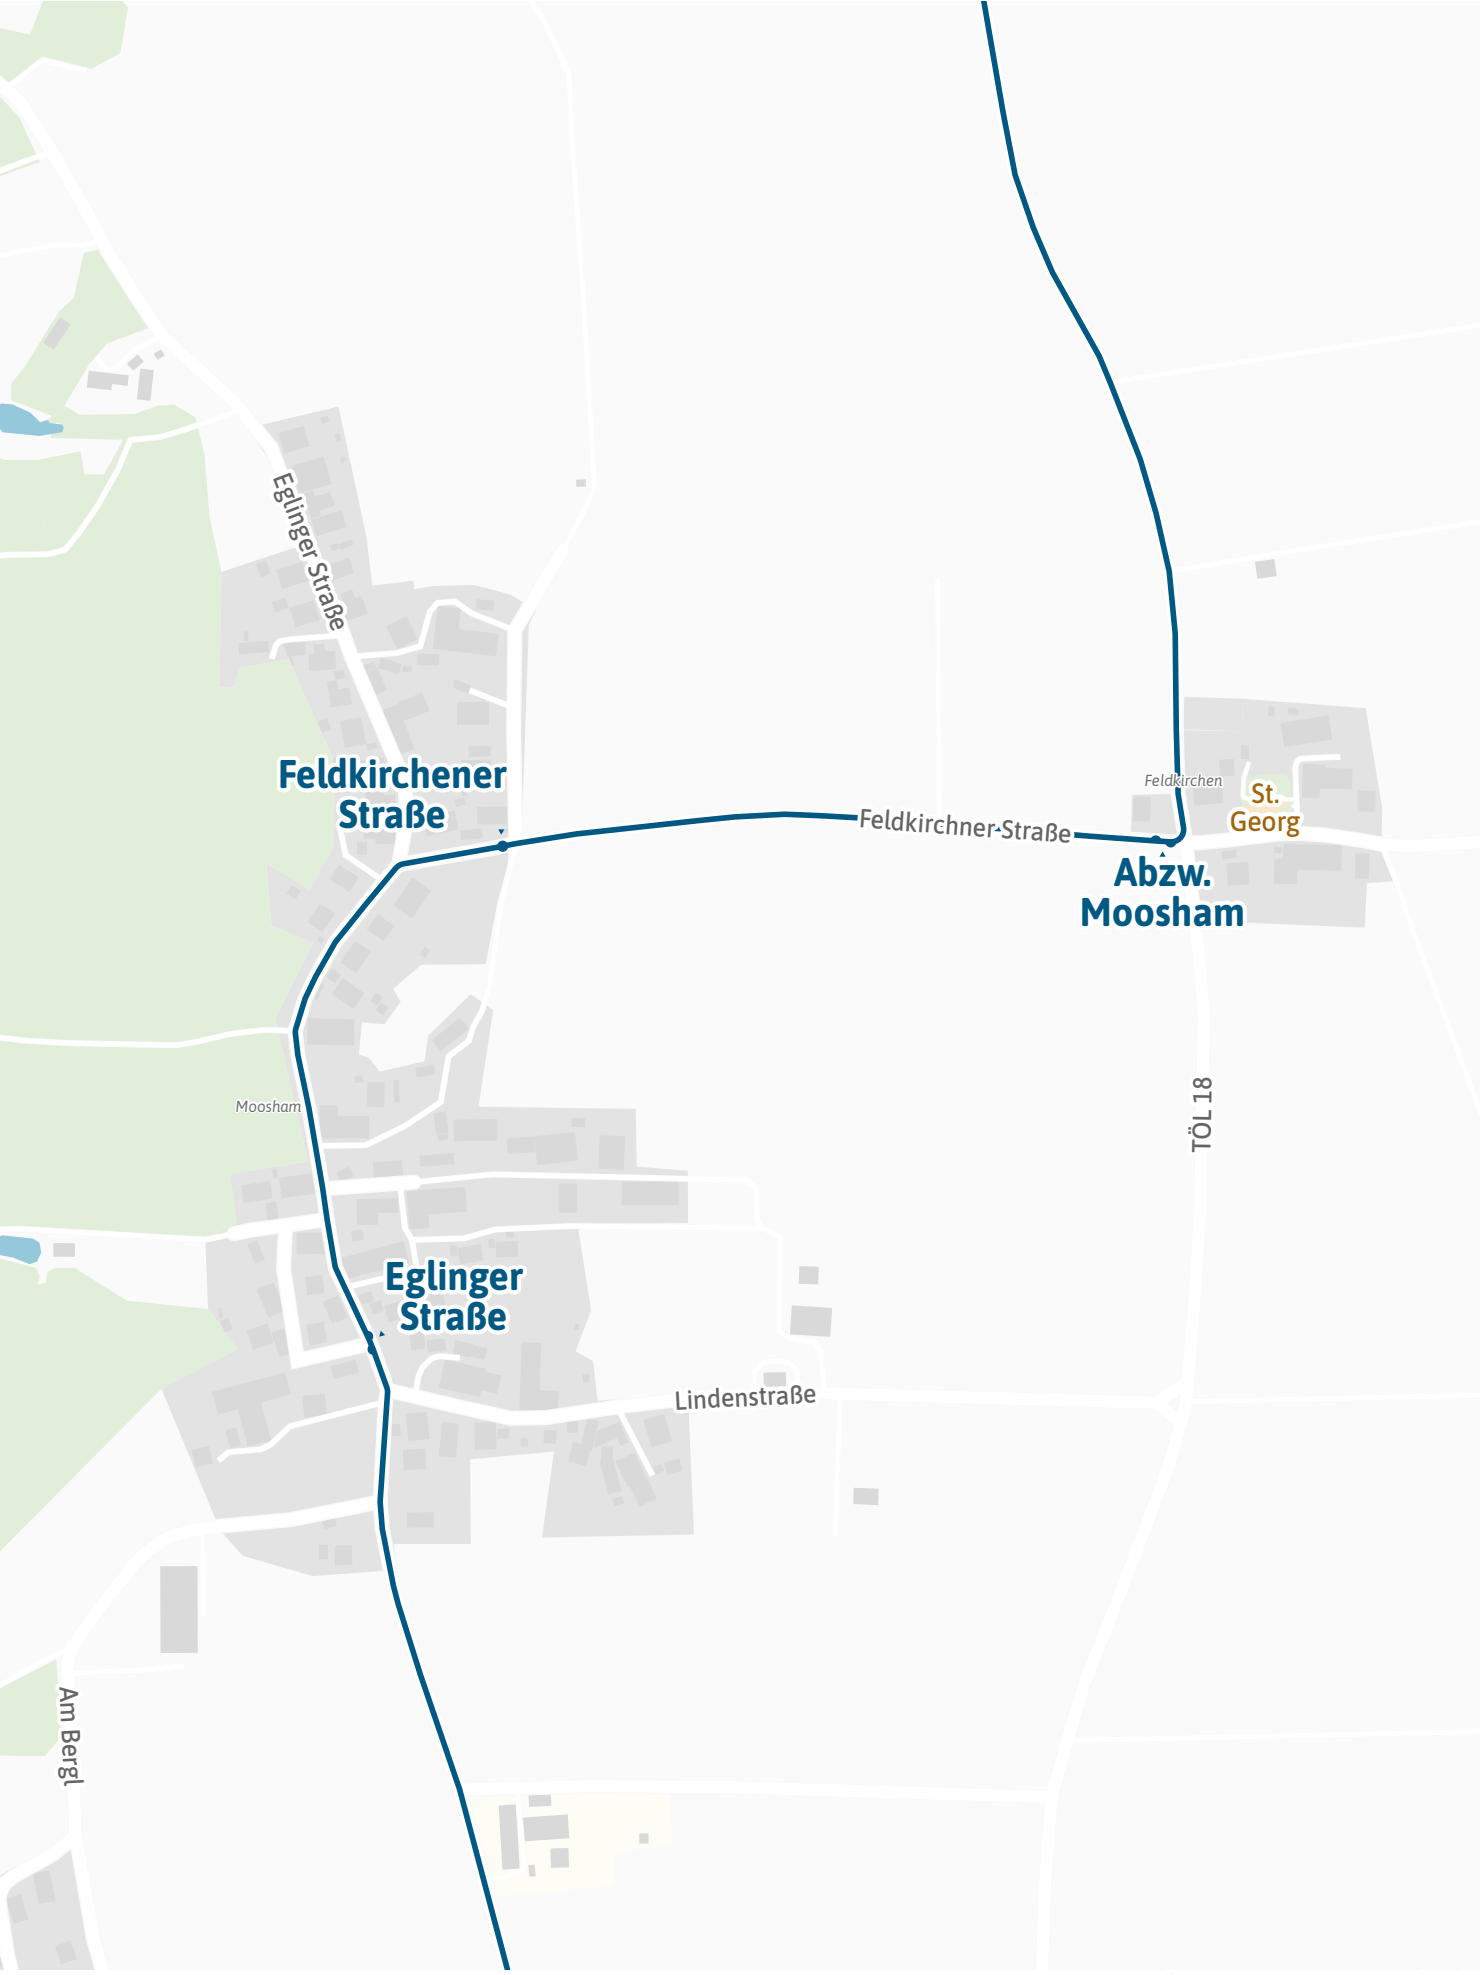 Eglinger Straße
Feldkirchener
Straße
Feldkirchen
St.
Georg
Feldkirchner Straße
Abzw.
Moosham
Moosham
TÖL 18
Eglinger
Straße
Lindenstraße
Am Bergl